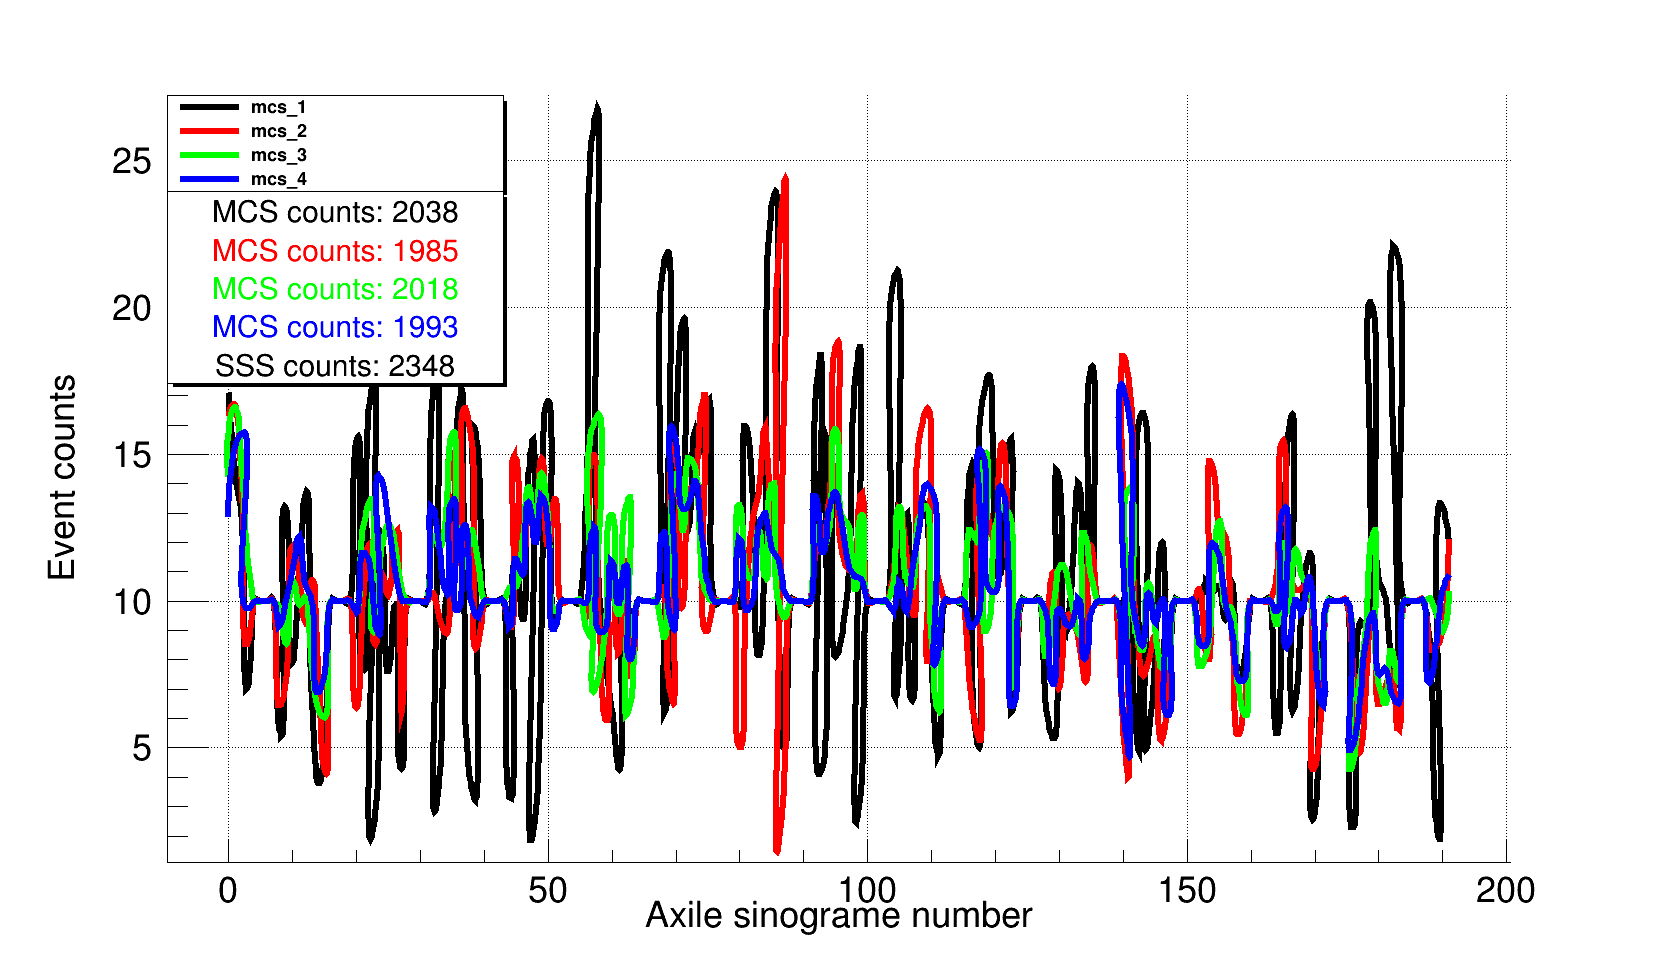 mcs_1
mcs_2
mcs_3
mcs_4
MCS counts: 2038
MCS counts: 1985
MCS counts: 2018
MCS counts: 1993
SSS counts: 2348
Event counts
25
20
15
10
5
0 50 100 150 200
Axile sinograme number